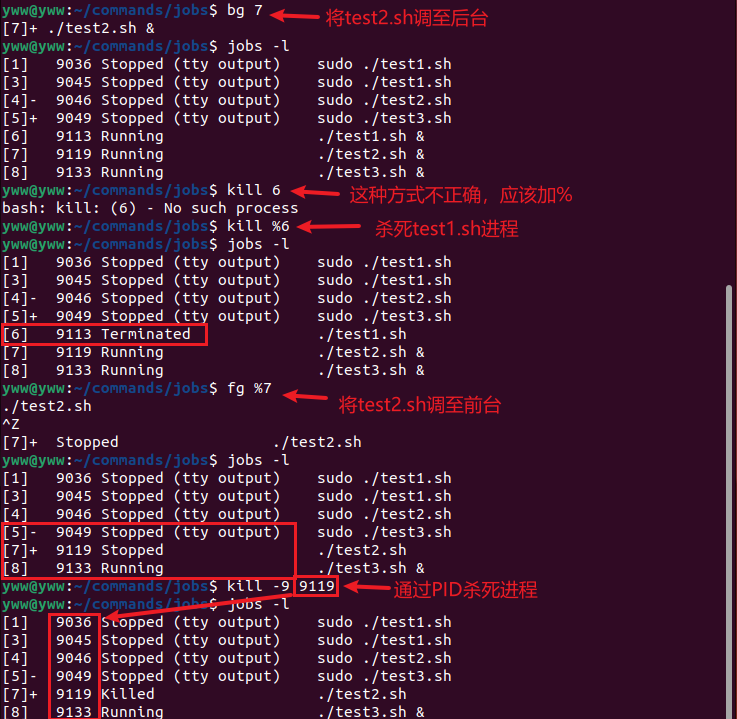 yww@yww:~/commands/jobs$ bg 7 将test2.sh调至后台
[7]+ ./test2.sh &
yww@yww:~/commands/jobs$ jobs -l
[1]   9036 Stopped (tty output)    sudo ./test1.sh
[3]   9045 Stopped (tty output)    sudo ./test1.sh
[4]-  9046 Stopped (tty output)    sudo ./test2.sh
[5]+  9049 Stopped (tty output)    sudo ./test3.sh
[6]   9113 Running                 ./test1.sh &
[7]   9119 Running                 ./test2.sh &
[8]   9133 Running                 ./test3.sh &
yww@yww:~/commands/jobs$ kill 6 这种方式不正确，应该加%
bash: kill: (6) - No such process
yww@yww:~/commands/jobs$ kill %6 杀死test1.sh进程
yww@yww:~/commands/jobs$ jobs -l
[1]   9036 Stopped (tty output)    sudo ./test1.sh
[3]   9045 Stopped (tty output)    sudo ./test1.sh
[4]-  9046 Stopped (tty output)    sudo ./test2.sh
[5]+  9049 Stopped (tty output)    sudo ./test3.sh
[6]   9113 Terminated              ./test1.sh
[7]   9119 Running                 ./test2.sh &
[8]   9133 Running                 ./test3.sh &
yww@yww:~/commands/jobs$ fg %7
./test2.sh 将test2.sh调至前台
^Z
[7]+  Stopped                 ./test2.sh
yww@yww:~/commands/jobs$ jobs -l
[1]   9036 Stopped (tty output)    sudo ./test1.sh
[3]   9045 Stopped (tty output)    sudo ./test1.sh
[4]   9046 Stopped (tty output)    sudo ./test2.sh
[5]-  9049 Stopped (tty output)    sudo ./test3.sh
[7]+  9119 Stopped                 ./test2.sh
[8]   9133 Running                 ./test3.sh &
yww@yww:~/commands/jobs$ kill -9 9119 通过PID杀死进程
yww@yww:~/commands/jobs$ jobs -l
[1]   9036 Stopped (tty output)    sudo ./test1.sh
[3]   9045 Stopped (tty output)    sudo ./test1.sh
[4]   9046 Stopped (tty output)    sudo ./test2.sh
[5]-  9049 Stopped (tty output)    sudo ./test3.sh
[7]+  9119 Killed                  ./test2.sh
[8]   9133 Running                 ./test3.sh &